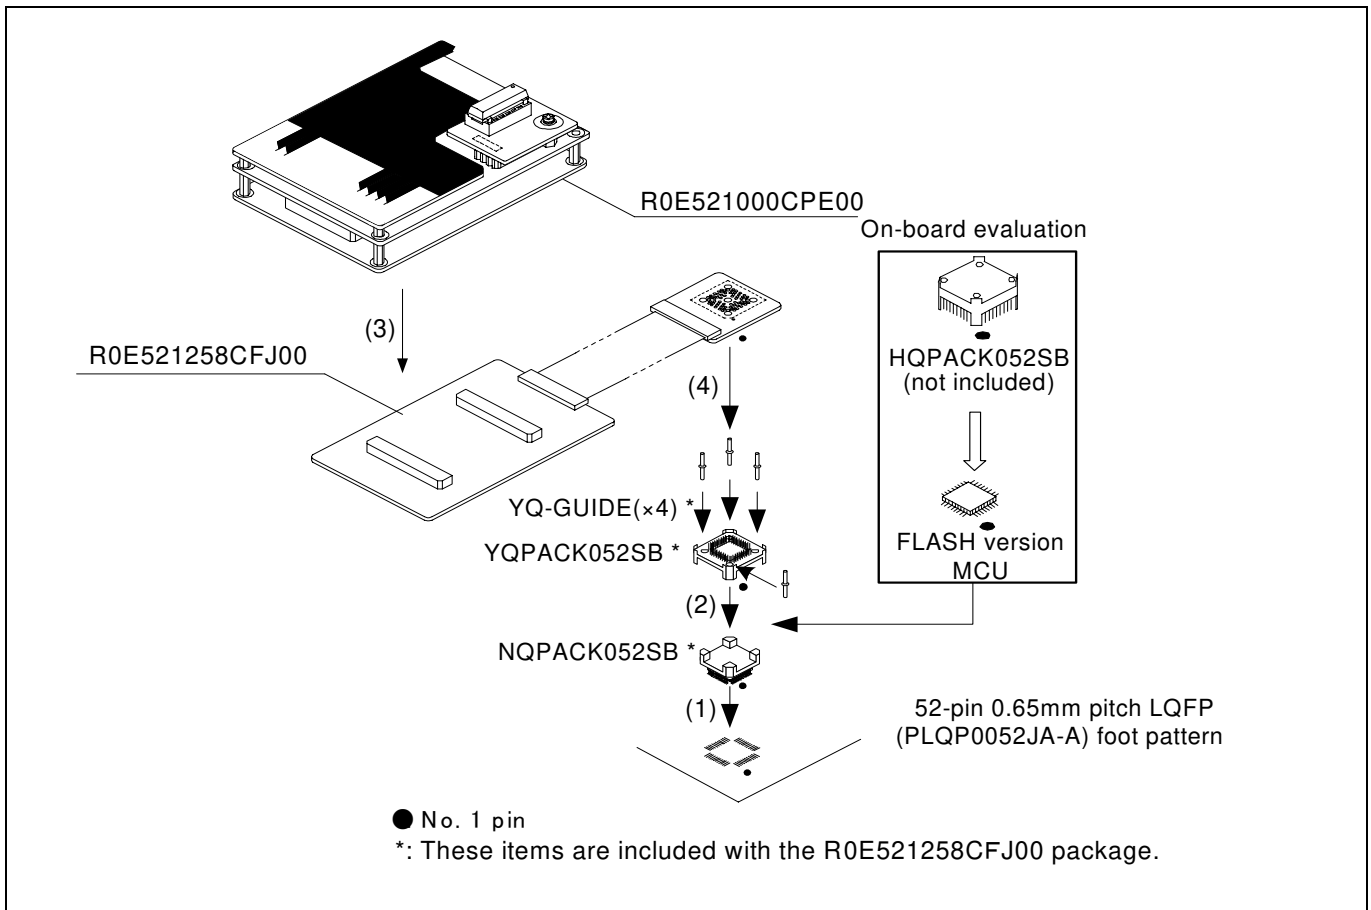 R0E521000CPE00
On-board evaluation
(3)
R0E521258CFJ00
HQPACK052SB
(not included)
(4)
YQ-GUIDE(×4) *
FLASH version
MCU
YQPACK052SB *
(2)
NQPACK052SB *
(1)
52-pin 0.65mm pitch LQFP
(PLQP0052JA-A) foot pattern
● No. 1 pin
*: These items are included with the R0E521258CFJ00 package.